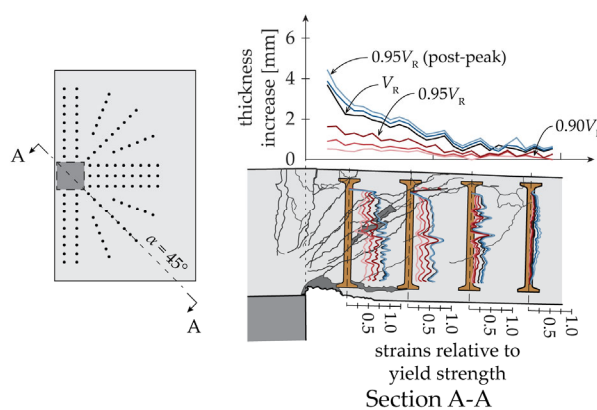 6
4
2
0
thickness
increase [mm]
0.95V_R (post-peak)
V_R
0.95V_R
0.90V
A
α = 45°
A
0.5
1.0
0.5
1.0
0.5
1.0
0.5
1.0
strains relative to
yield strength
Section A-A